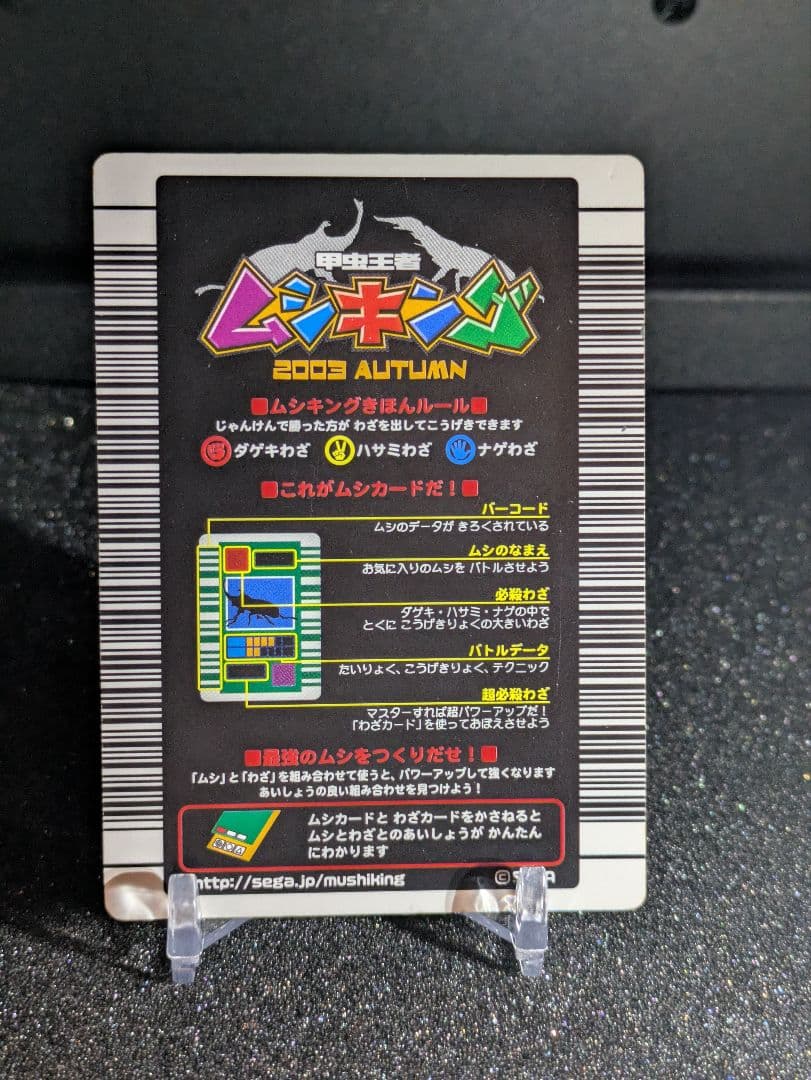 甲虫王者
ムシキング
2003 AUTUMN
■ムシキングきほんルール■
じゃんけんで勝った方が わざを出してこうげきできます
ダゲキわざ ハサミわざ ナゲわざ
■これがムシカードだ！■
バーコード
ムシのデータが きろくされている
ムシのなまえ
お気に入りのムシを バトルさせよう
必殺わざ
ダゲキ・ハサミ・ナゲの中で
とくに こうげきりょくの大きいわざ
バトルデータ
たいりょく、こうげきりょく、テクニック
超必殺わざ
マスターすれば超パワーアップだ！
「わざカード」を使っておぼえさせよう
■最強のムシをつくりだせ！■
「ムシ」と「わざ」を組み合わせて使うと、パワーアップして強くなります
あいしょうの良い組み合わせを見つけよう！
ムシカードと わざカードをかさねると
ムシとわざとのあいしょうが かんたん
にわかります
http://sega.jp/mushiking
© SEGA